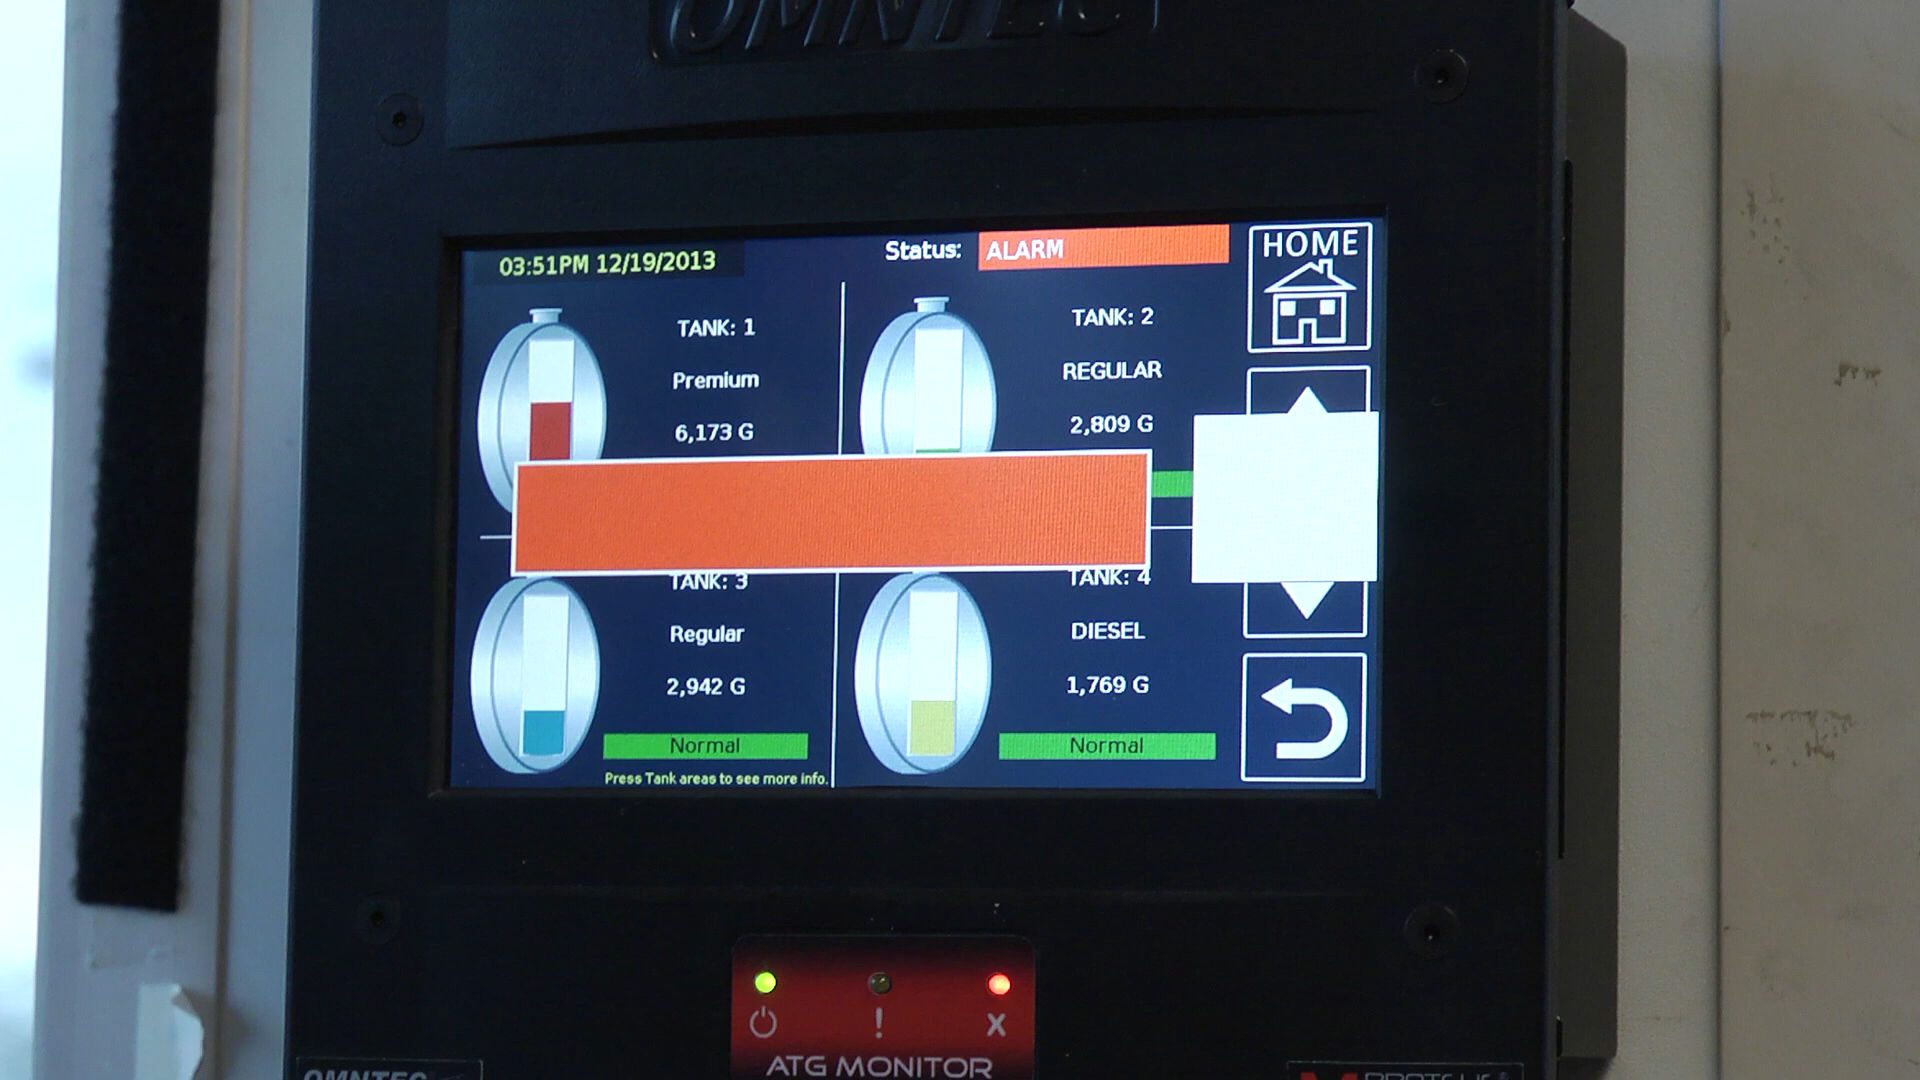 OMNTEC
03:51PM 12/19/2013
Status: ALARM
HOME
TANK: 1
Premium
6,173 G
TANK: 2
REGULAR
2,809 G
TANK: 3
Regular
2,942 G
Normal
Press Tank areas to see more info.
TANK: 4
DIESEL
1,769 G
Normal
!
X
ATG MONITOR
OMNTEC